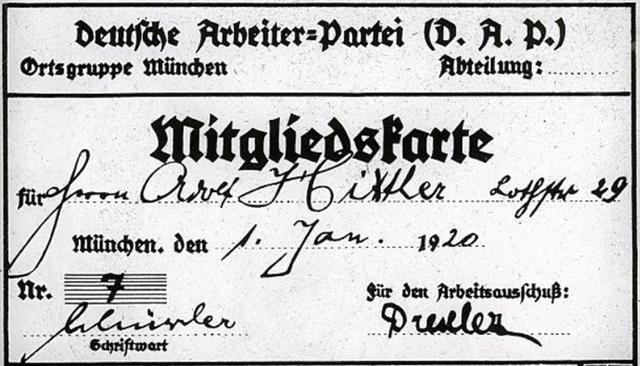 Deutsche Arbeiter-Partei (D. A. P.)
Ortsgruppe München Abteilung:
Mitgliedskarte
für Herrn Adolf Hittler Lothstr 29
München. den 1. Jan. 1920
Nr. 7 Für den Arbeitsausschuß:
Schüssler Drexler
Schriftwart